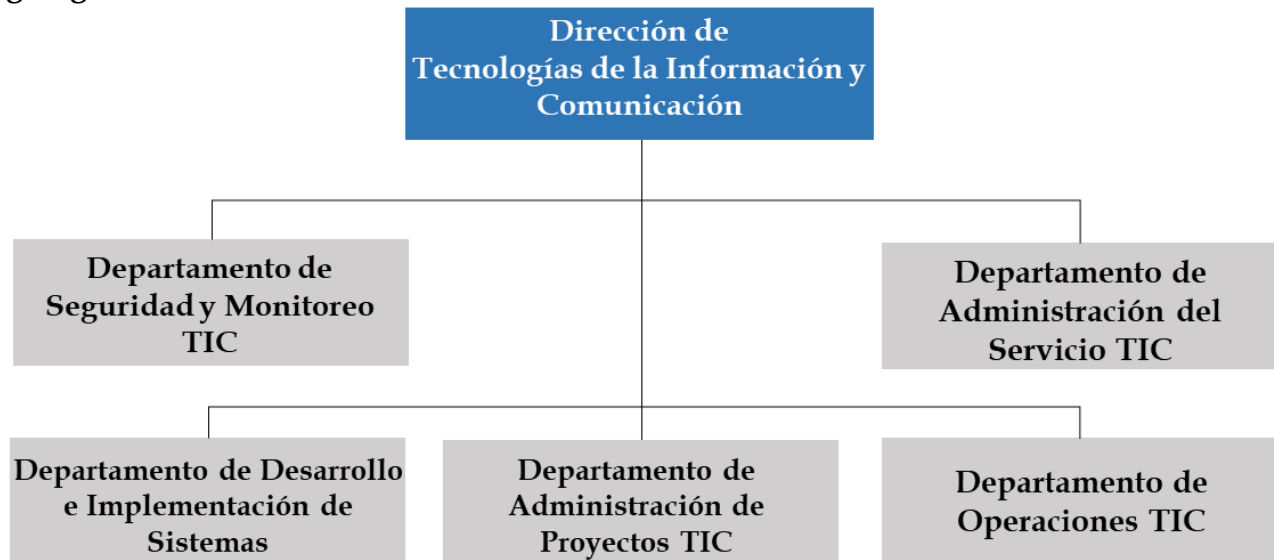 Dirección de
Tecnologías de la Información y
Comunicación
Departamento de
Seguridad y Monitoreo
TIC
Departamento de
Administración del
Servicio TIC
Departamento de Desarrollo
e Implementación de
Sistemas
Departamento de
Administración de
Proyectos TIC
Departamento de
Operaciones TIC